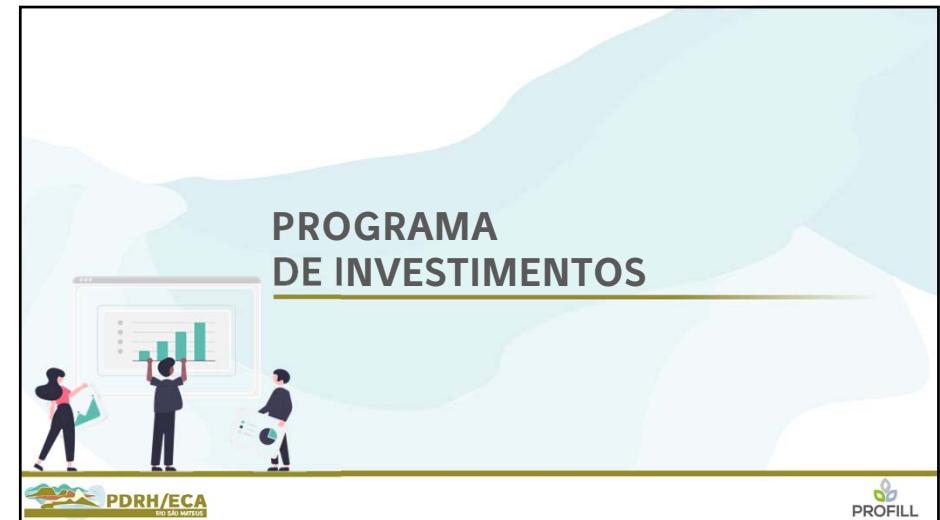 PROGRAMA
DE INVESTIMENTOS
PDRH/ECA
RIO SÃO MATEUS
PROFILL